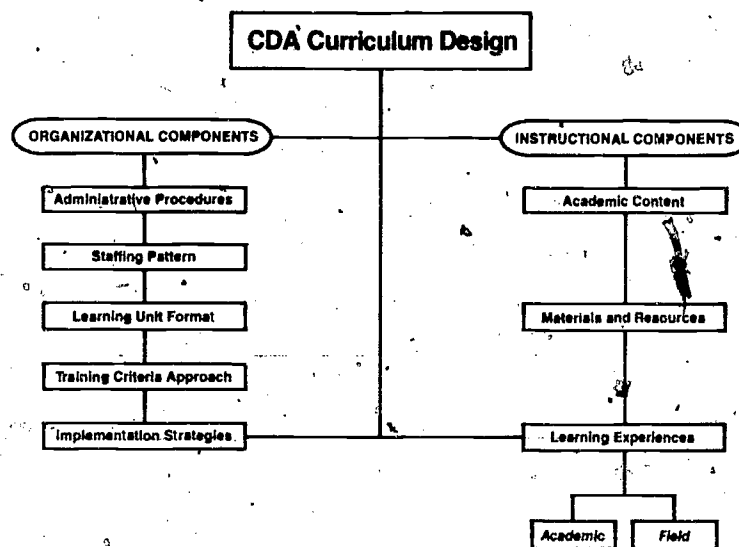 CDA Curriculum Design
ORGANIZATIONAL COMPONENTS
INSTRUCTIONAL COMPONENTS
Administrative Procedures
Academic Content
Staffing Pattern
Learning Unit Format
Materials and Resources
Training Criteria Approach
Implementation Strategies
Learning Experiences
Academic
Field